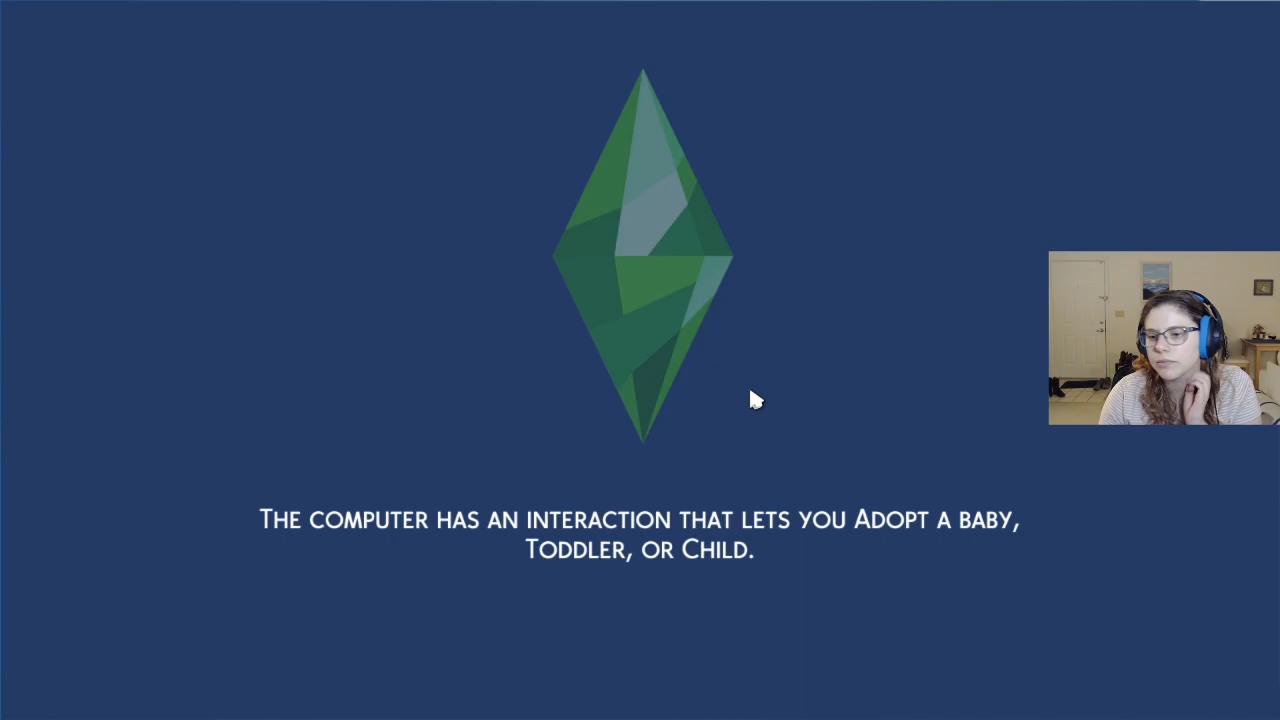 The computer has an interaction that lets you Adopt a baby,
Toddler, or Child.